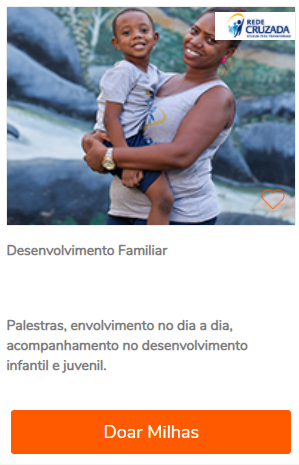 REDE
CRUZADA
Desenvolvimento Familiar
Palestras, envolvimento no dia a dia,
acompanhamento no desenvolvimento
infantil e juvenil.
Doar Milhas